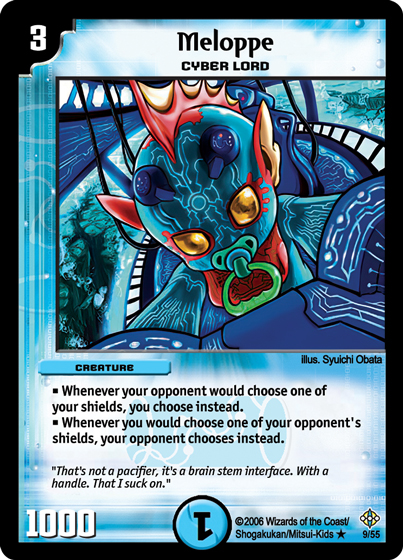 3
Meloppe
CYBER LORD
illus. Syuichi Obata
CREATURE
▪ Whenever your opponent would choose one of
your shields, you choose instead.
▪ Whenever you would choose one of your opponent's
shields, your opponent chooses instead.
"That's not a pacifier, it's a brain stem interface. With a
handle. That I suck on."
1000
1
©2006 Wizards of the Coast/
Shogakukan/Mitsui-Kids ★ 9/55